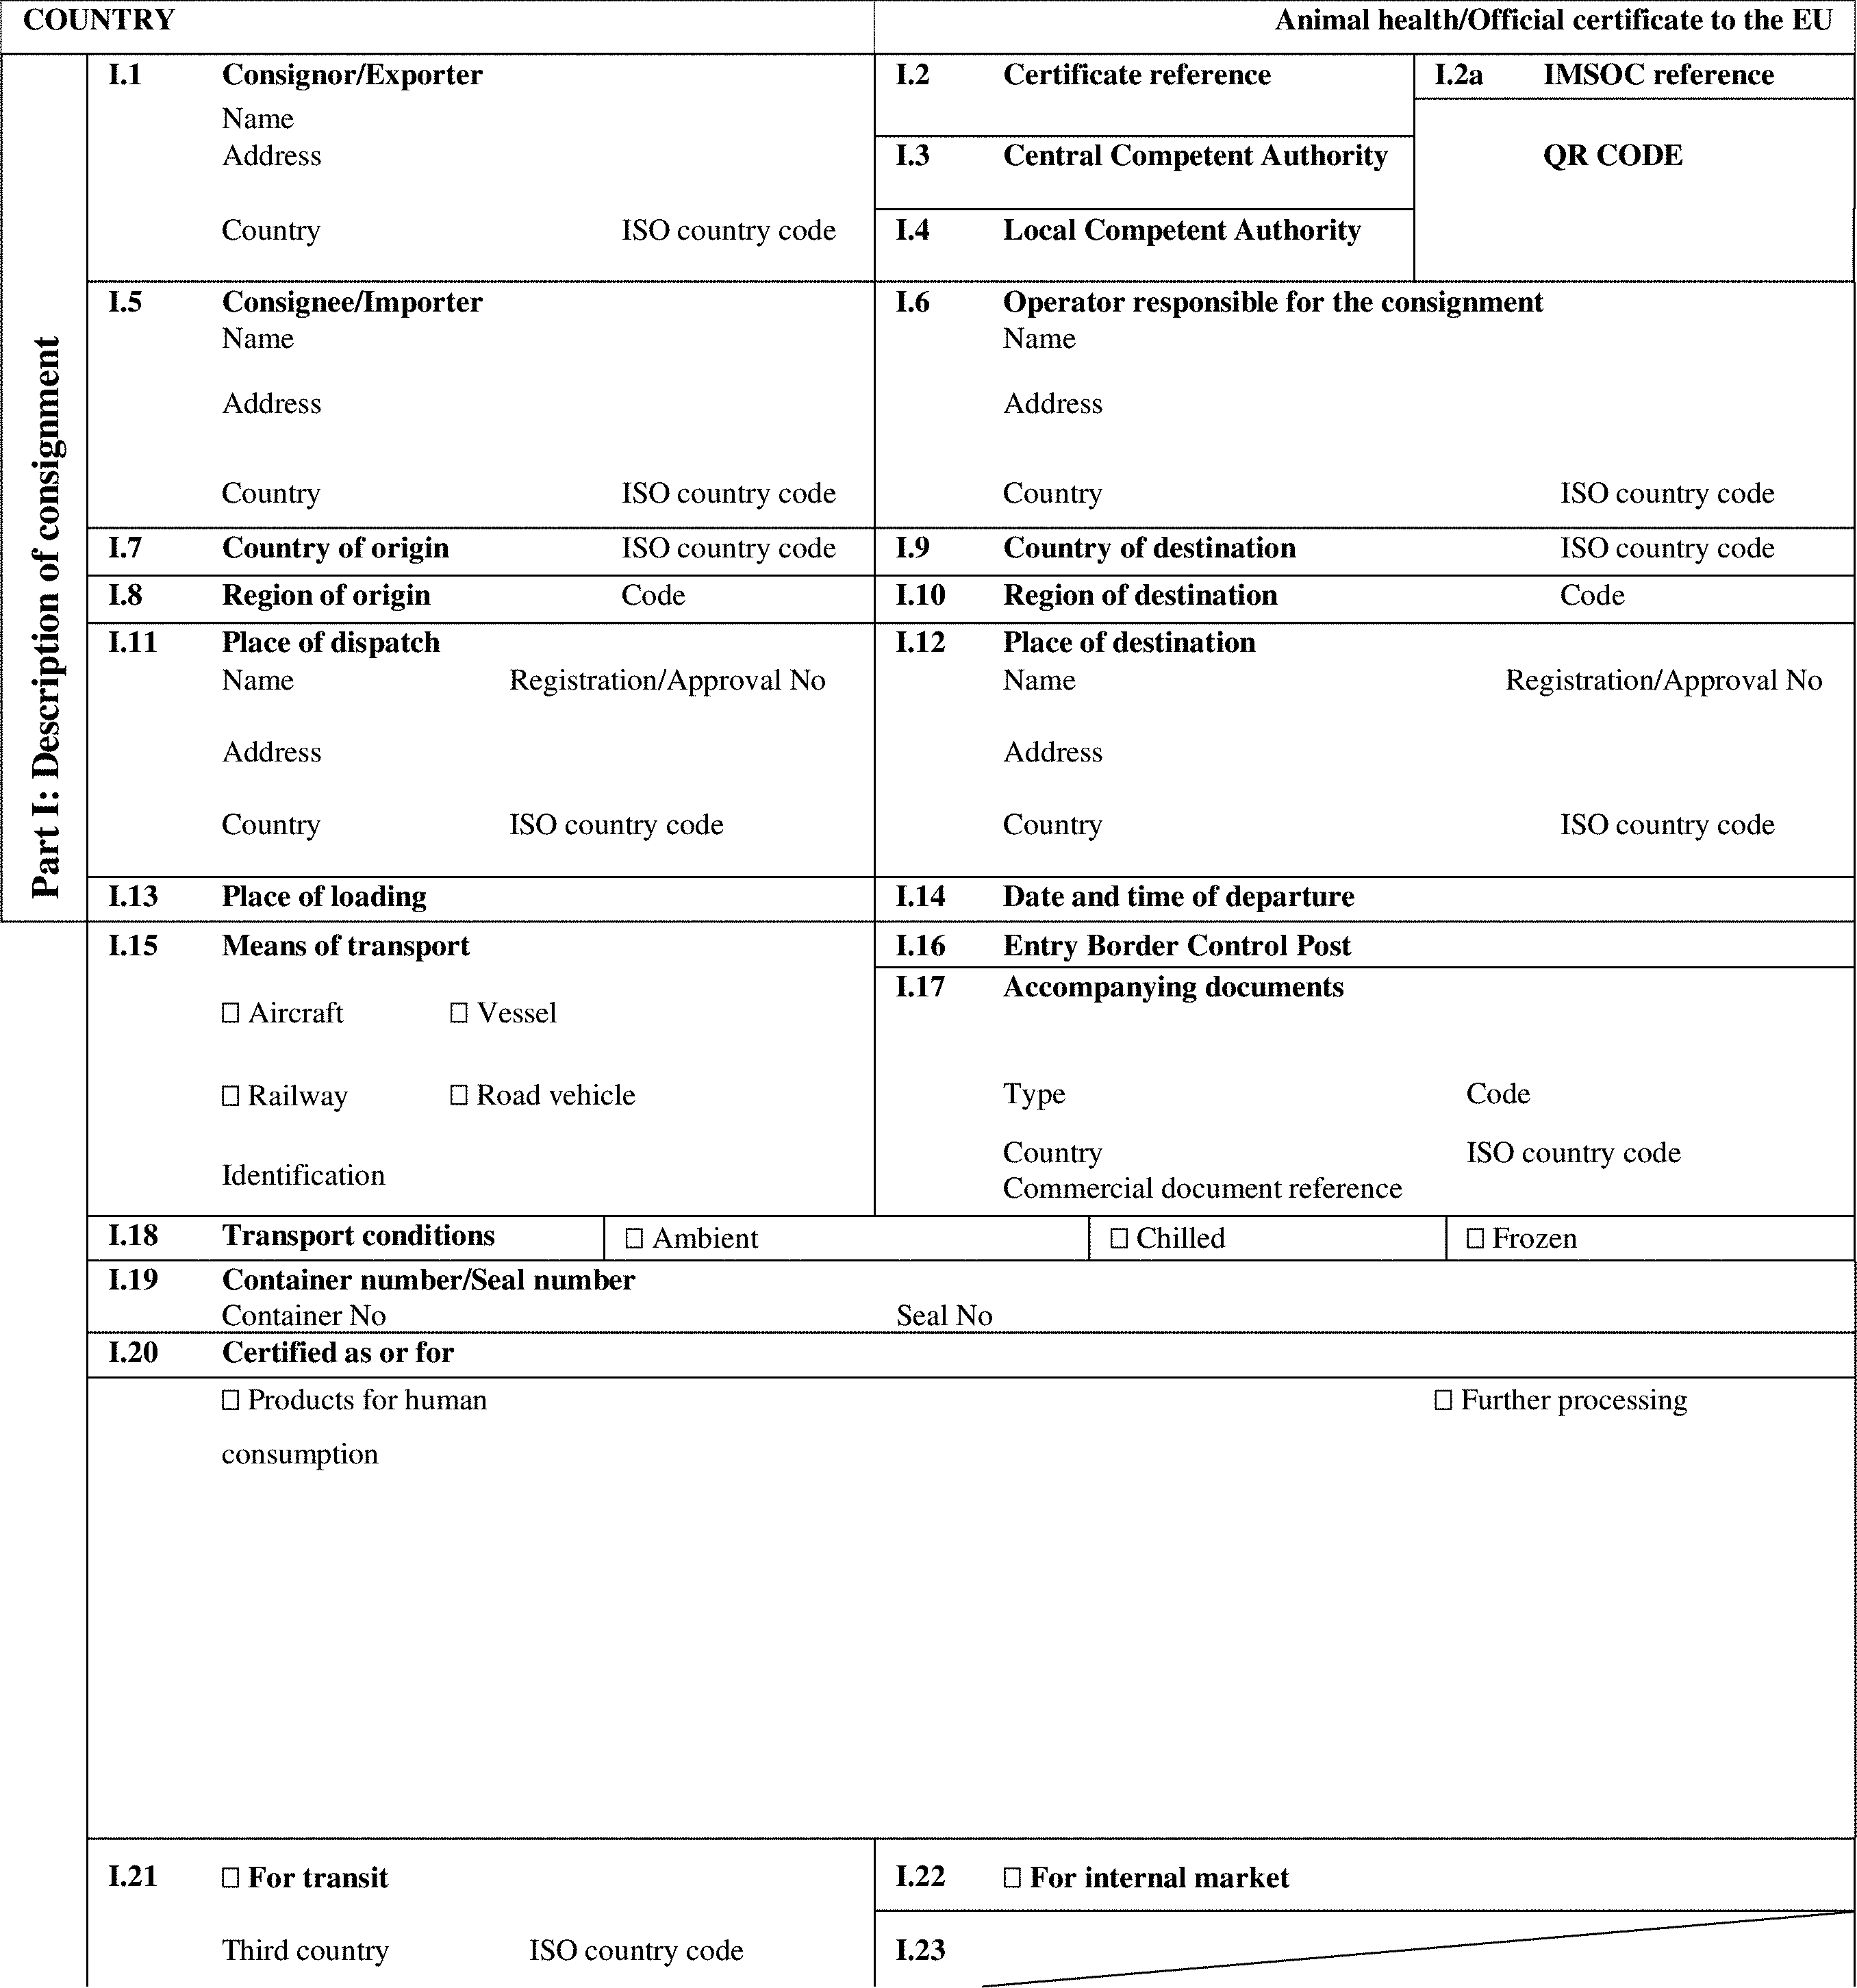 COUNTRY Animal health/Official certificate to the EU
Part I: Description of consignment
I.1 Consignor/Exporter
Name
Address
Country ISO country code
I.2 Certificate reference
I.2a IMSOC reference
QR CODE
I.3 Central Competent Authority
I.4 Local Competent Authority
I.5 Consignee/Importer
Name
Address
Country ISO country code
I.6 Operator responsible for the consignment
Name
Address
Country ISO country code
I.7 Country of origin ISO country code
I.9 Country of destination ISO country code
I.8 Region of origin Code
I.10 Region of destination Code
I.11 Place of dispatch
Name Registration/Approval No
Address
Country ISO country code
I.12 Place of destination
Name Registration/Approval No
Address
Country ISO country code
I.13 Place of loading
I.14 Date and time of departure
I.15 Means of transport
☐ Aircraft ☐ Vessel
☐ Railway ☐ Road vehicle
Identification
I.16 Entry Border Control Post
I.17 Accompanying documents
Type Code
Country ISO country code
Commercial document reference
I.18 Transport conditions ☐ Ambient ☐ Chilled ☐ Frozen
I.19 Container number/Seal number
Container No Seal No
I.20 Certified as or for
☐ Products for human ☐ Further processing
consumption
I.21 ☐ For transit
Third country ISO country code
I.22 ☐ For internal market
I.23